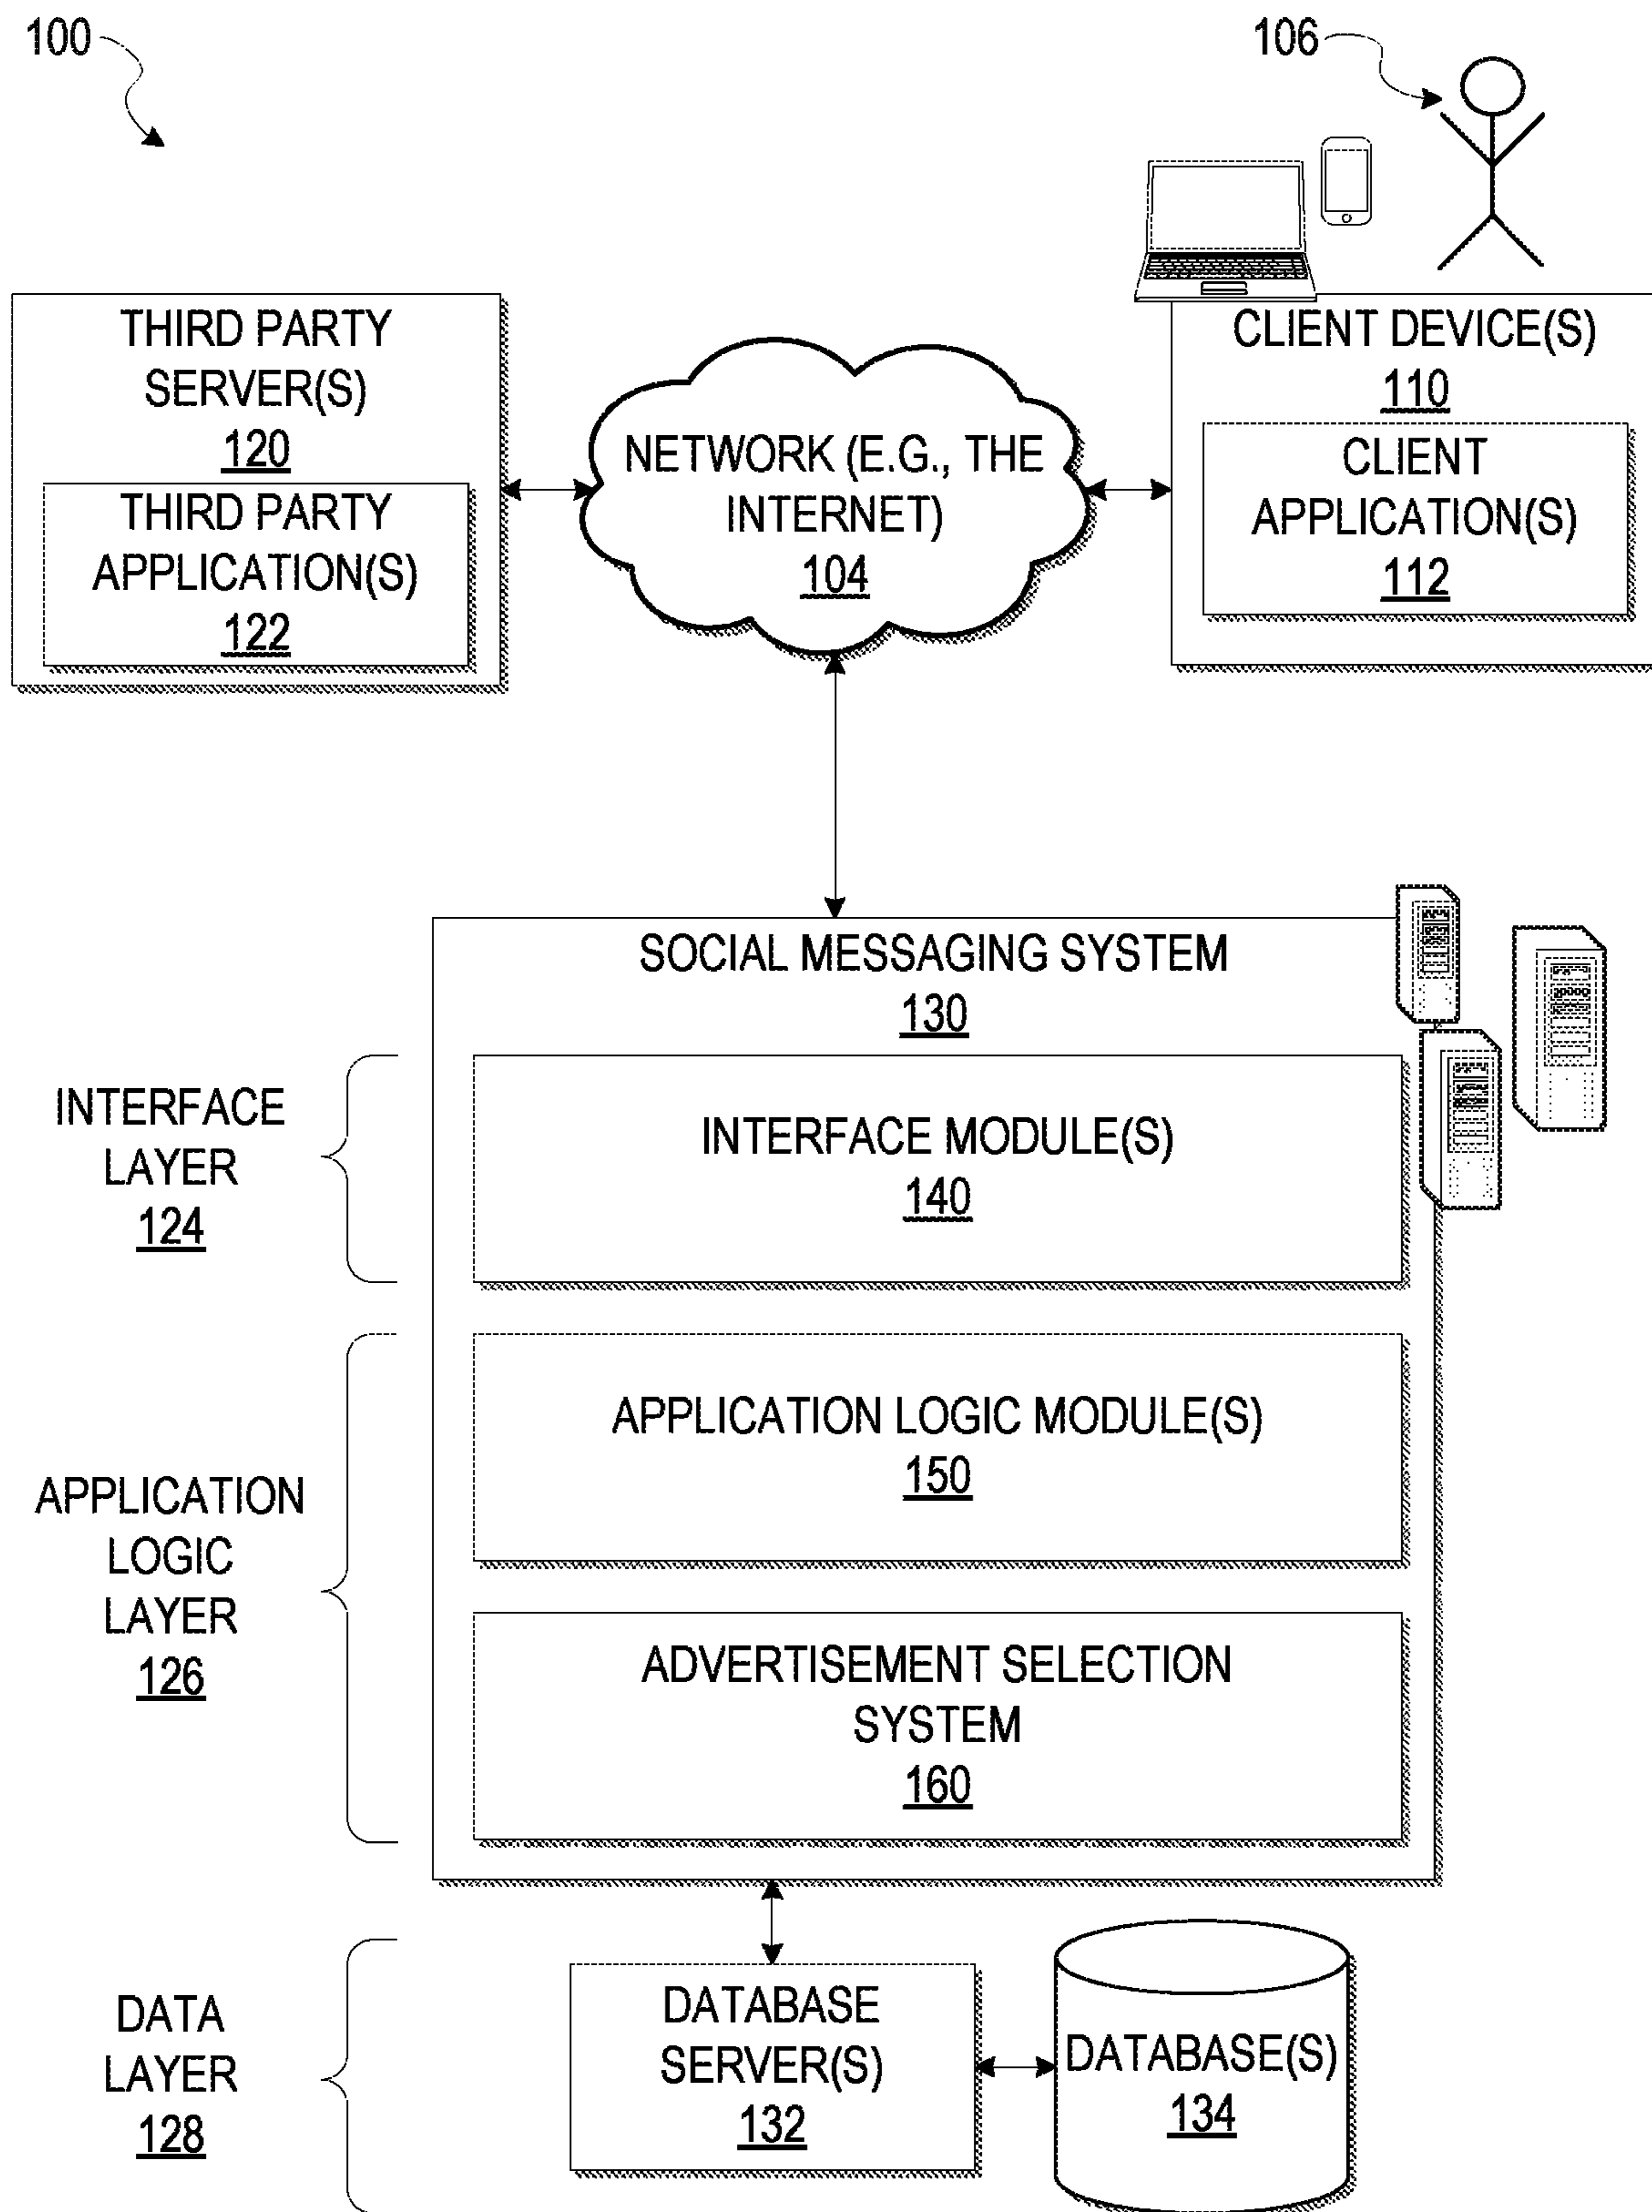 100
106
THIRD PARTY
SERVER(S)
120
THIRD PARTY
APPLICATION(S)
122
NETWORK (E.G., THE
INTERNET)
104
CLIENT DEVICE(S)
110
CLIENT
APPLICATION(S)
112
SOCIAL MESSAGING SYSTEM
130
INTERFACE
LAYER
124
INTERFACE MODULE(S)
140
APPLICATION
LOGIC
LAYER
126
APPLICATION LOGIC MODULE(S)
150
ADVERTISEMENT SELECTION
SYSTEM
160
DATA
LAYER
128
DATABASE
SERVER(S)
132
DATABASE(S)
134